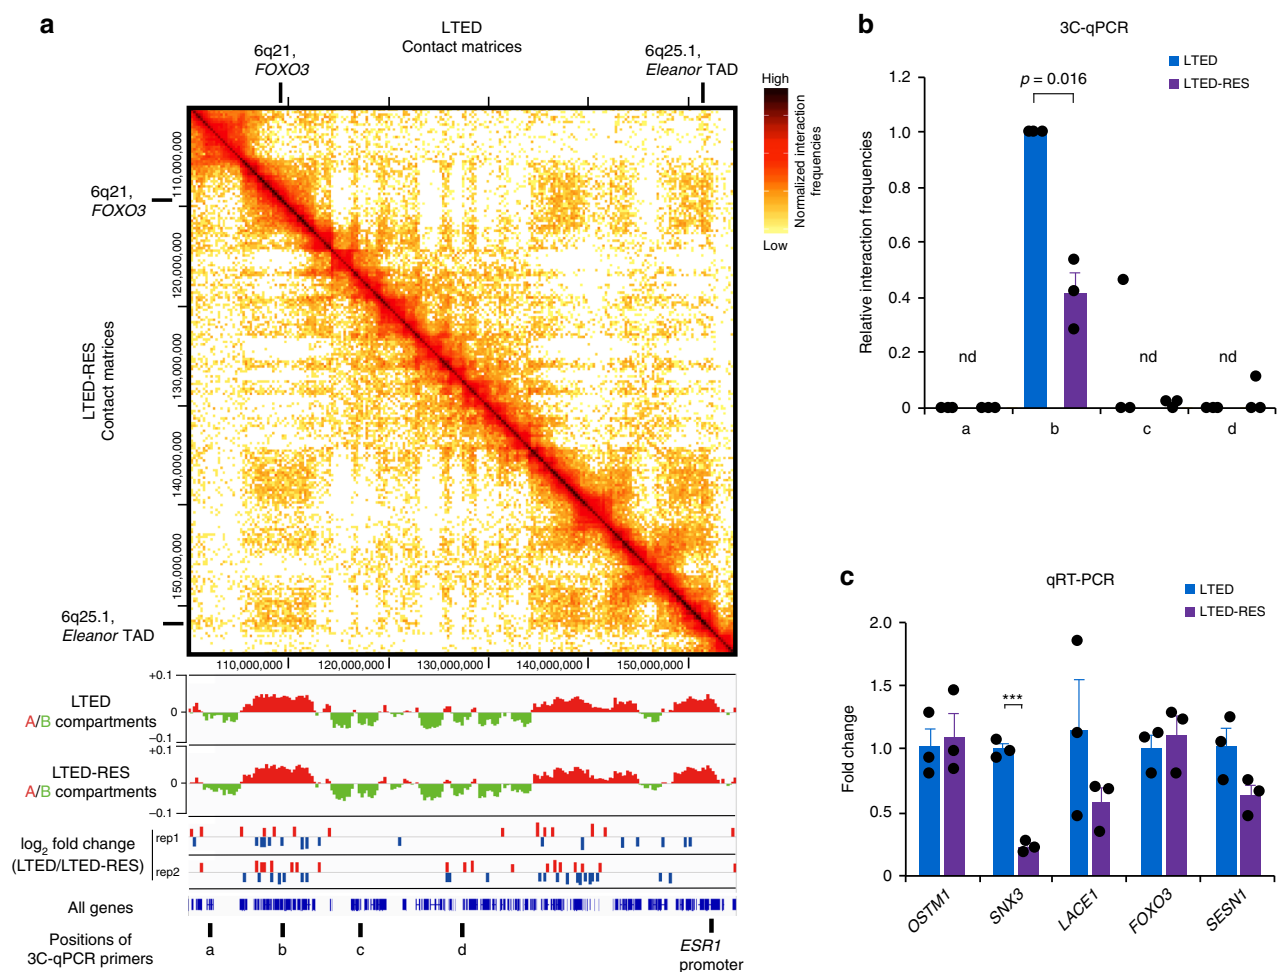 a
LTED
Contact matrices
6q21,
FOXO3
6q25.1,
Eleanor TAD
High
Normalized interaction
frequencies
Low
6q21,
FOXO3
110,000,000
120,000,000
130,000,000
140,000,000
150,000,000
LTED-RES
Contact matrices
6q25.1,
Eleanor TAD
110,000,000 120,000,000 130,000,000 140,000,000 150,000,000
+0.1
LTED
A/B compartments
0
−0.1
+0.1
LTED-RES
A/B compartments
0
−0.1
log2 fold change
(LTED/LTED-RES)
rep1
rep2
All genes
Positions of
3C-qPCR primers
a b c d
ESR1
promoter
b
3C-qPCR
LTED
LTED-RES
p = 0.016
Relative interaction frequencies
1.2
1.0
0.8
0.6
0.4
0.2
0
nd nd nd
a b c d
c
qRT-PCR
LTED
LTED-RES
Fold change
2.0
1.5
1.0
0.5
0
***
OSTM1 SNX3 LACE1 FOXO3 SESN1